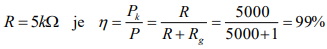 R = 5kΩ je η = P_k / P = R / (R + R_g) = 5000 / (5000+1) = 99%